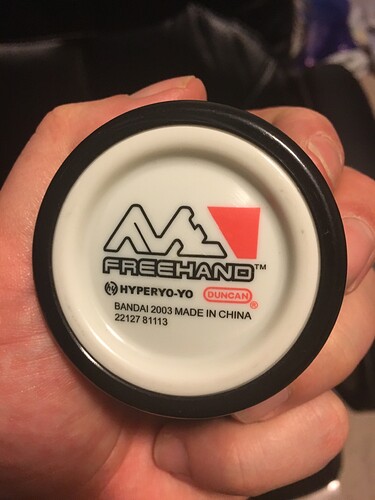 FREEHAND™
HYPERYO-YO DUNCAN®
BANDAI 2003 MADE IN CHINA
22127 81113